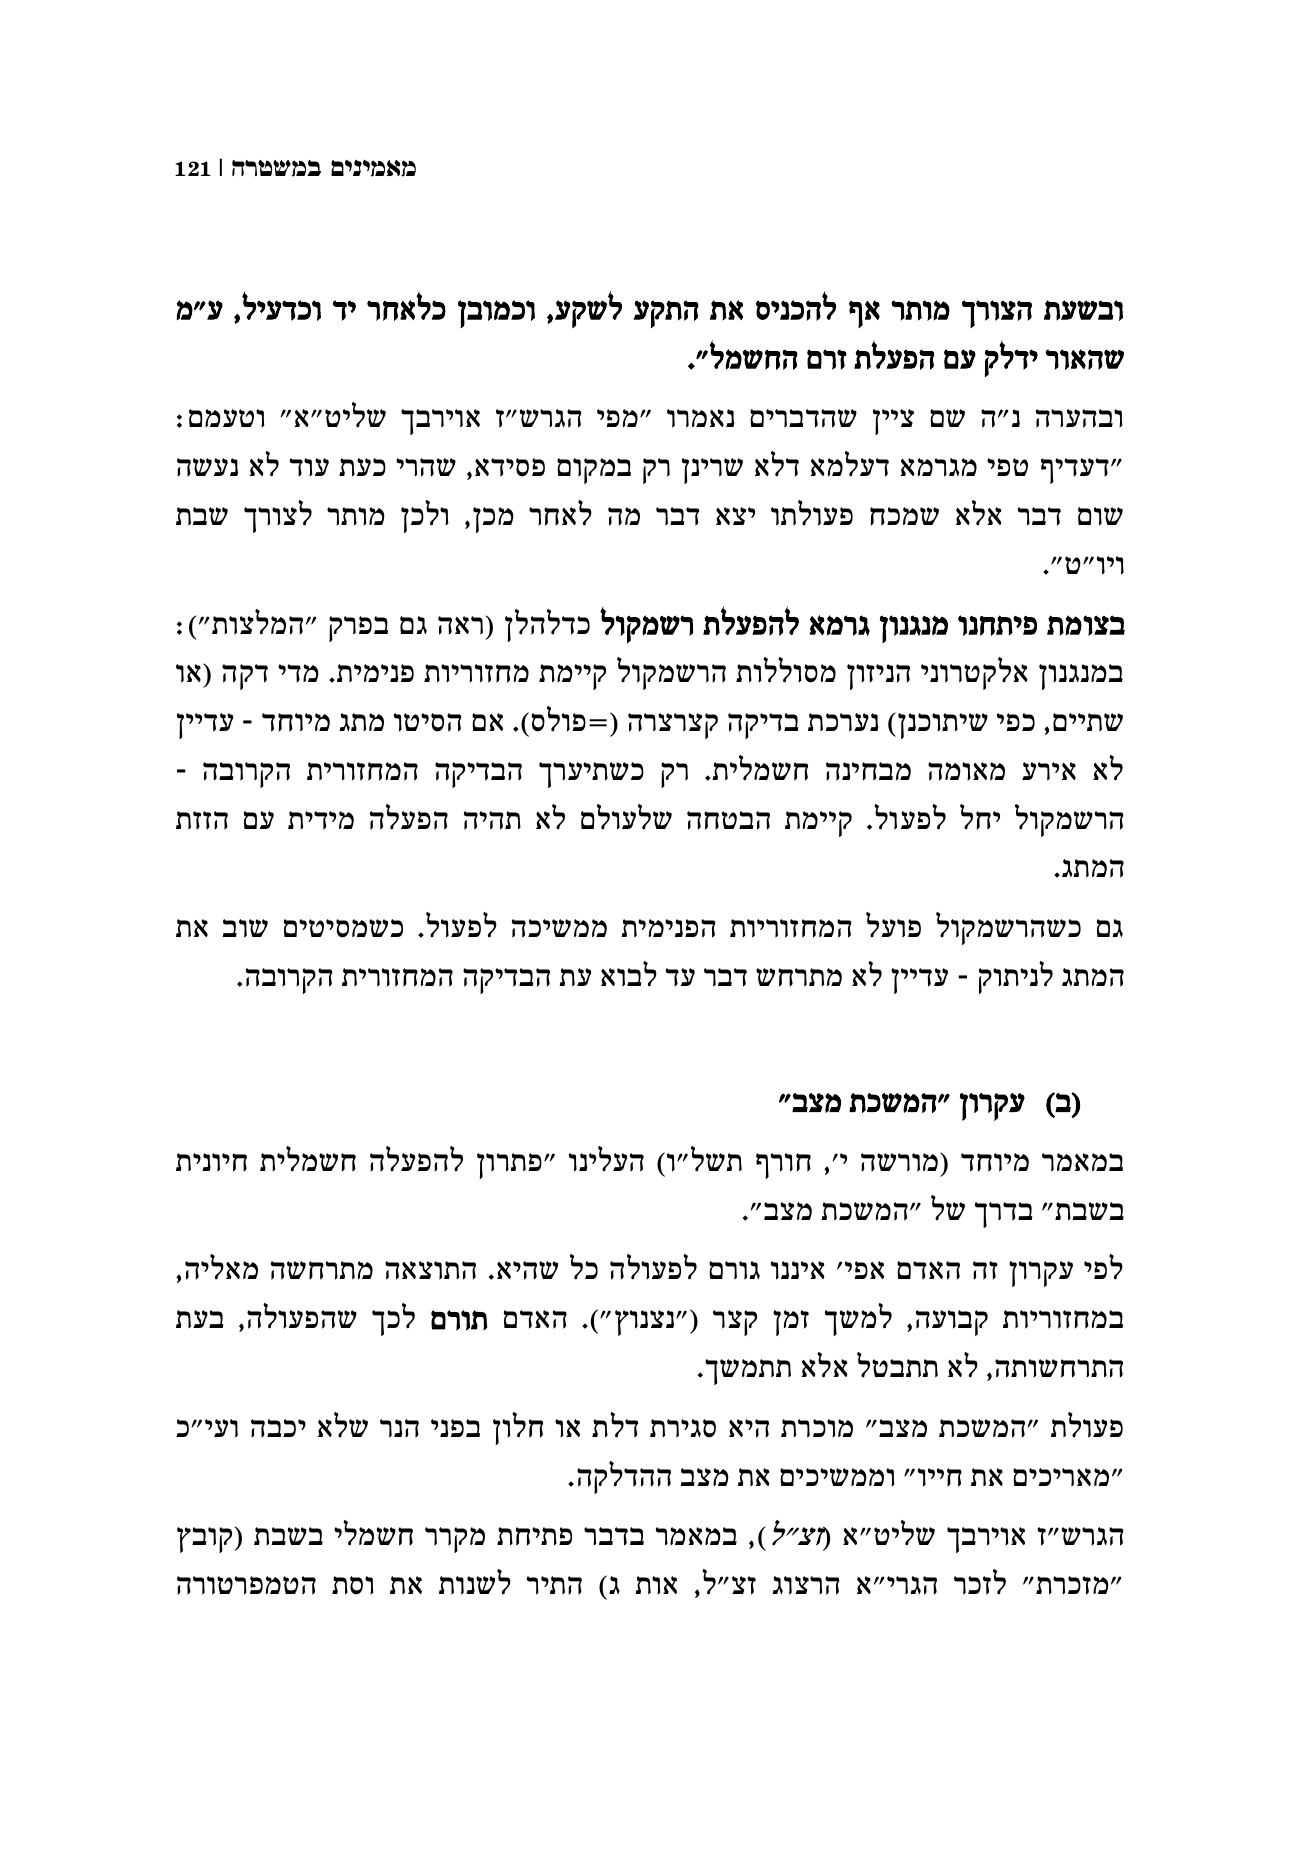 מאמינים במשטרה | 121
ובשעת הצורך מותר אף להכניס את התקע לשקע, וכמובן כלאחר יד וכדעיל, ע״מ
שהאור ידלק עם הפעלת זרם החשמל״.
ובהערה נ״ה שם ציין שהדברים נאמרו ״מפי הגרש״ז אוירבך שליט״א״ וטעמם:
״דעדיף טפי מגרמא דעלמא דלא שרינן רק במקום פסידא, שהרי כעת עוד לא נעשה
שום דבר אלא שמכח פעולתו יצא דבר מה לאחר מכן, ולכן מותר לצורך שבת
ויו״ט״.
בצומת פיתחנו מנגנון גרמא להפעלת רשמקול כדלהלן (ראה גם בפרק ״המלצות״):
במנגנון אלקטרוני הניזון מסוללות הרשמקול קיימת מחזוריות פנימית. מדי דקה (או
שתיים, כפי שיתוכנן) נערכת בדיקה קצרצרה (=פולס). אם הסיטו מתג מיוחד - עדיין
לא אירע מאומה מבחינה חשמלית. רק כשתיערך הבדיקה המחזורית הקרובה -
הרשמקול יחל לפעול. קיימת הבטחה שלעולם לא תהיה הפעלה מידית עם הזזת
המתג.
גם כשהרשמקול פועל המחזוריות הפנימית ממשיכה לפעול. כשמסיטים שוב את
המתג לניתוק - עדיין לא מתרחש דבר עד לבוא עת הבדיקה המחזורית הקרובה.
(ב) עקרון ״המשכת מצב״
במאמר מיוחד (מורשה י׳, חורף תשל״ו) העלינו ״פתרון להפעלה חשמלית חיונית
בשבת״ בדרך של ״המשכת מצב״.
לפי עקרון זה האדם אפי׳ איננו גורם לפעולה כל שהיא. התוצאה מתרחשה מאליה,
במחזוריות קבועה, למשך זמן קצר (״נצנוץ״). האדם תורם לכך שהפעולה, בעת
התרחשותה, לא תתבטל אלא תתמשך.
פעולת ״המשכת מצב״ מוכרת היא סגירת דלת או חלון בפני הנר שלא יכבה ועי״כ
״מאריכים את חייו״ וממשיכים את מצב ההדלקה.
הגרש״ז אוירבך שליט״א (זצ״ל), במאמר בדבר פתיחת מקרר חשמלי בשבת (קובץ
״מזכרת״ לזכר הגרי״א הרצוג זצ״ל, אות ג) התיר לשנות את וסת הטמפרטורה